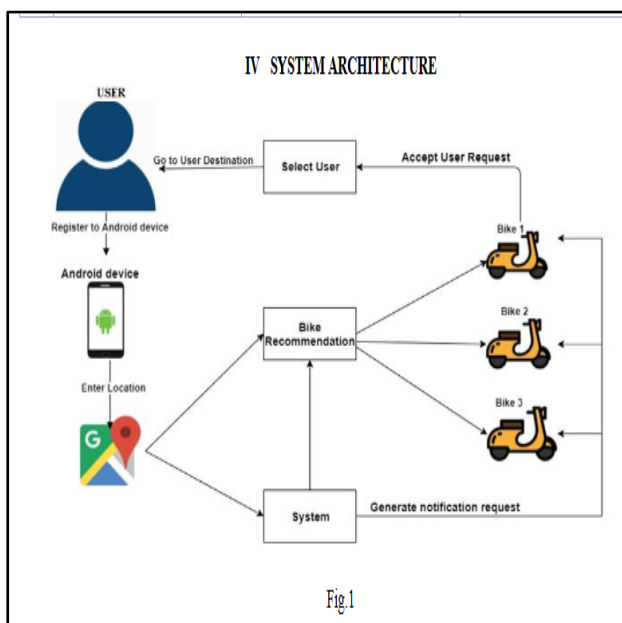 IV SYSTEM ARCHITECTURE
USER
Go to User Destination
Select User
Accept User Request
Register to Android device
Bike 1
Android device
Bike
Recommendation
Bike 2
Enter Location
Bike 3
G
System
Generate notification request
Fig.1